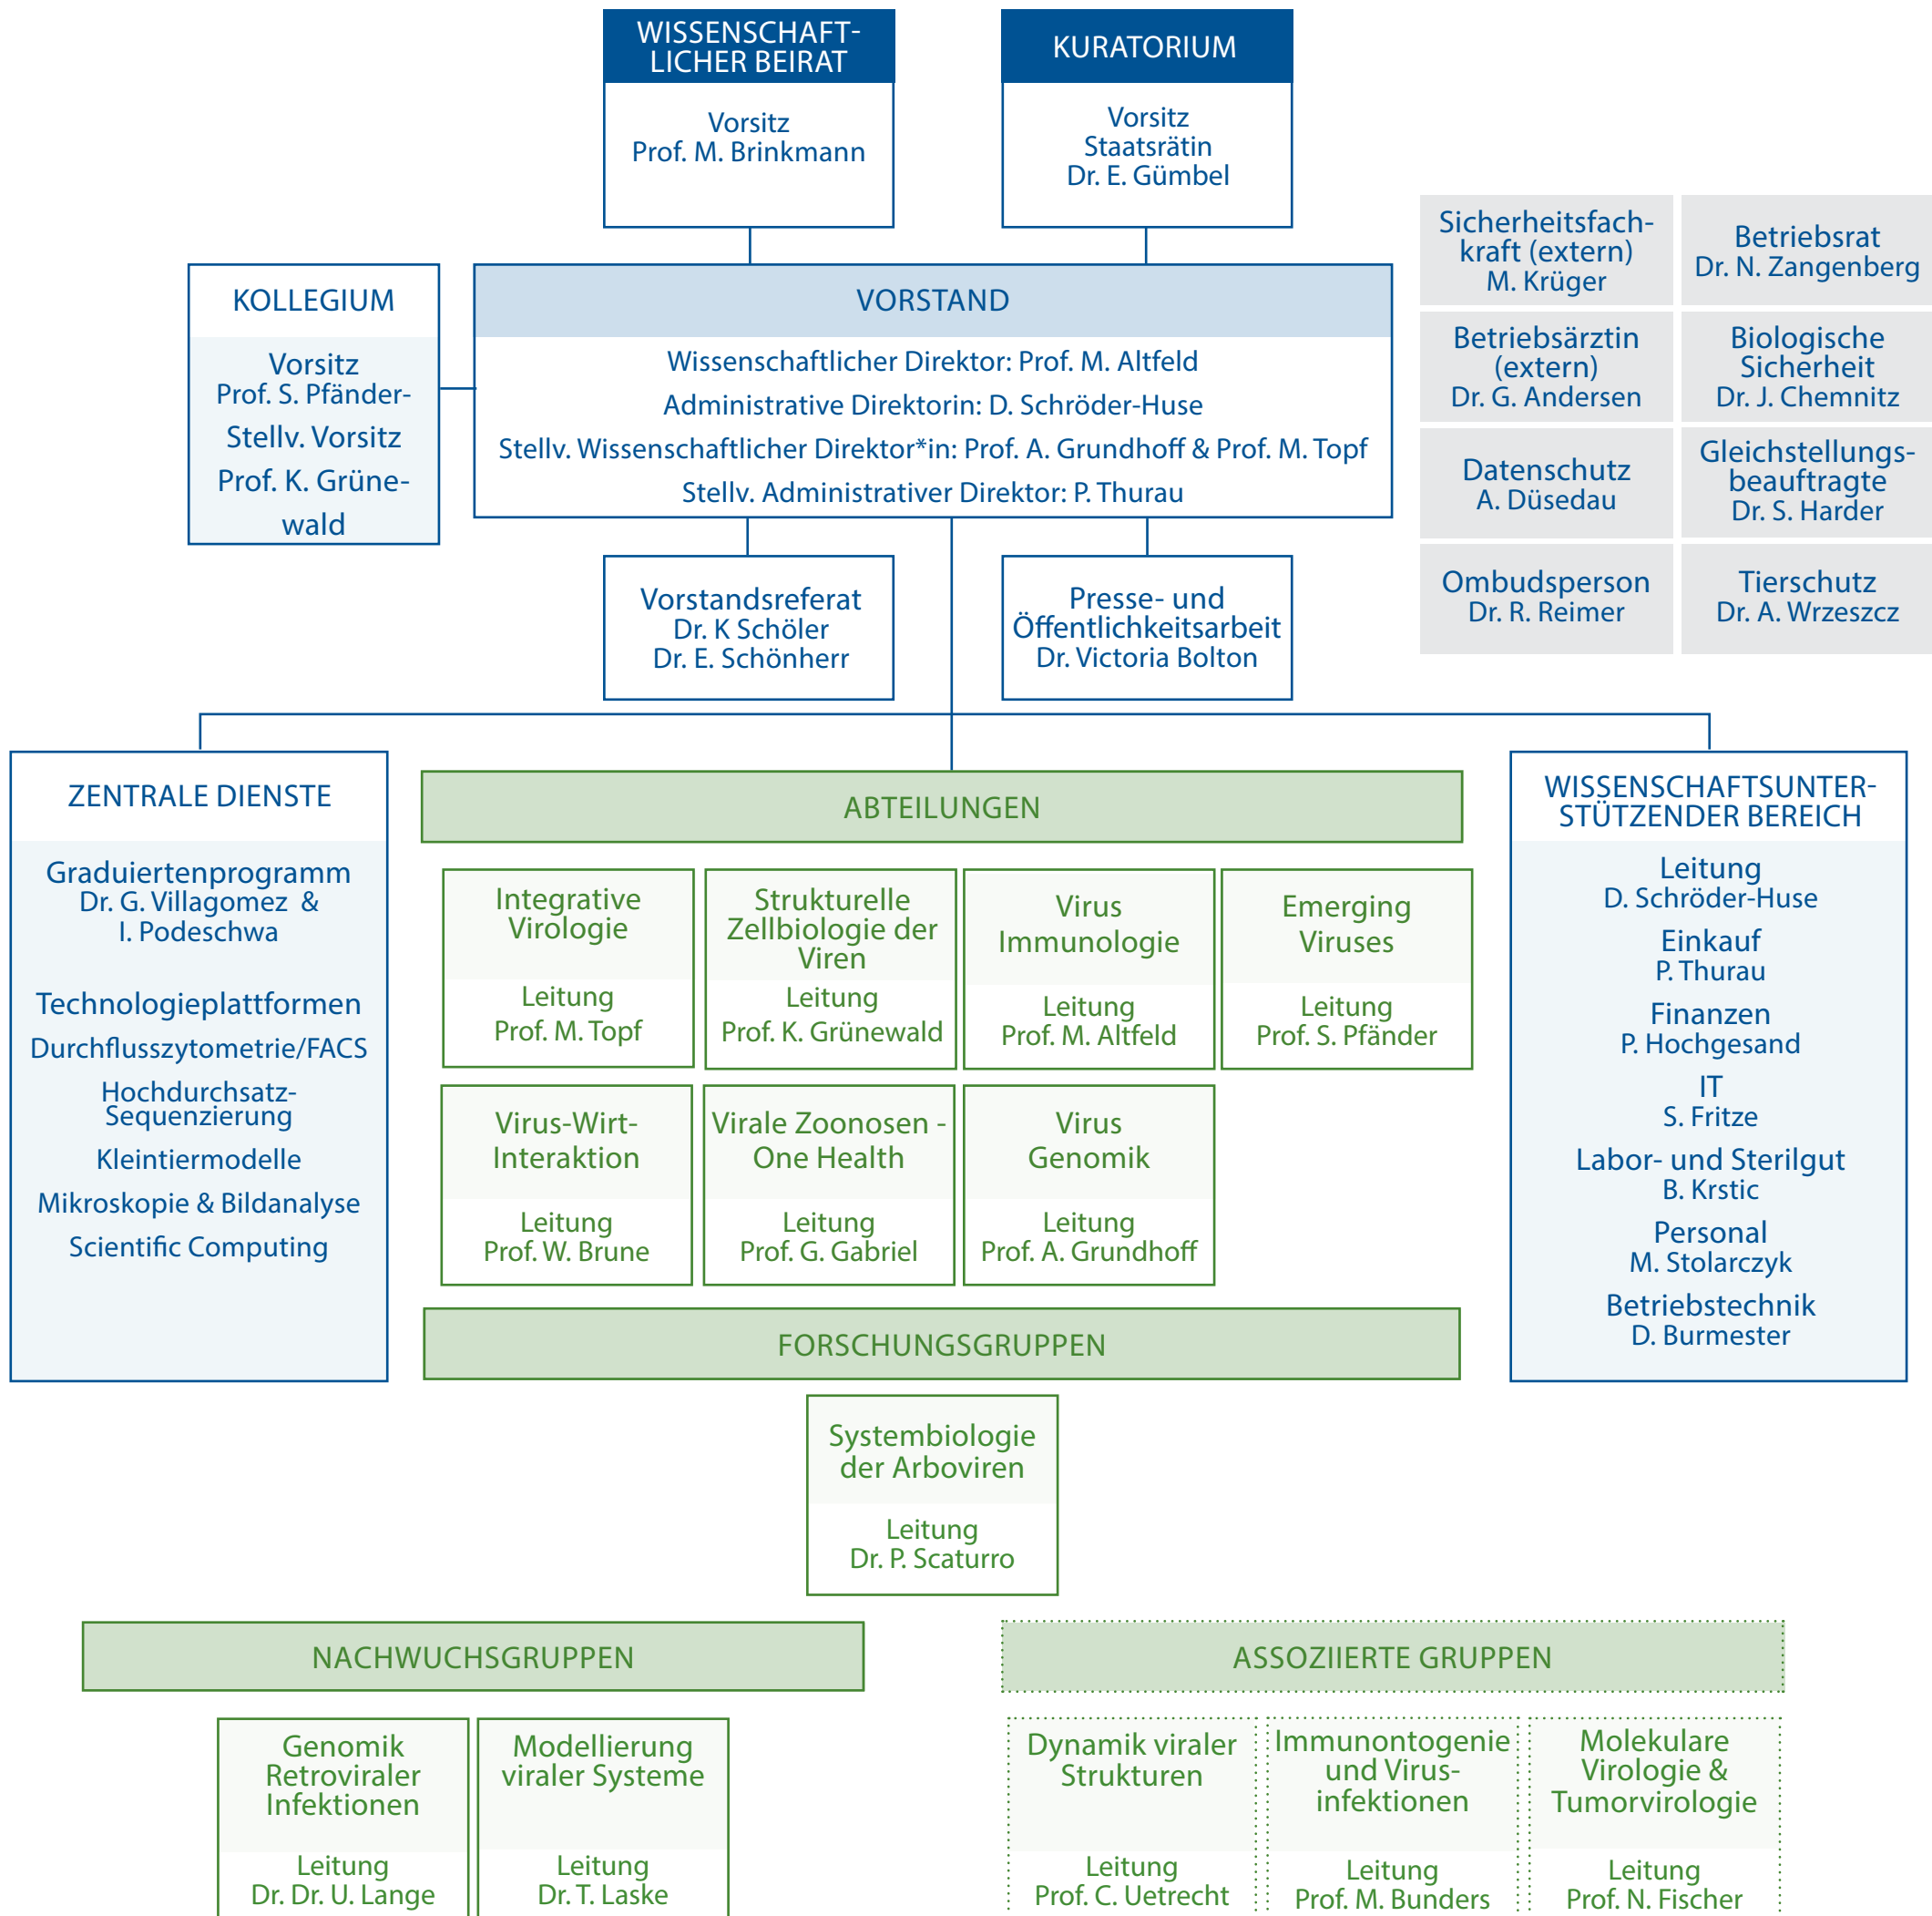 WISSENSCHAFT-
LICHER BEIRAT
Vorsitz
Prof. M. Brinkmann
KURATORIUM
Vorsitz
Staatsrätin
Dr. E. Gümbel
Sicherheitsfach-
kraft (extern)
M. Krüger
Betriebsrat
Dr. N. Zangenberg
Betriebsärztin
(extern)
Dr. G. Andersen
Biologische
Sicherheit
Dr. J. Chemnitz
Datenschutz
A. Düsedau
Gleichstellungs-
beauftragte
Dr. S. Harder
Ombudsperson
Dr. R. Reimer
Tierschutz
Dr. A. Wrzeszcz
KOLLEGIUM
Vorsitz
Prof. S. Pfänder-
Stellv. Vorsitz
Prof. K. Grüne-
wald
VORSTAND
Wissenschaftlicher Direktor: Prof. M. Altfeld
Administrative Direktorin: D. Schröder-Huse
Stellv. Wissenschaftlicher Direktor*in: Prof. A. Grundhoff & Prof. M. Topf
Stellv. Administrativer Direktor: P. Thurau
Vorstandsreferat
Dr. K Schöler
Dr. E. Schönherr
Presse- und
Öffentlichkeitsarbeit
Dr. Victoria Bolton
ZENTRALE DIENSTE
Graduiertenprogramm
Dr. G. Villagomez &
I. Podeschwa
Technologieplattformen
Durchflusszytometrie/FACS
Hochdurchsatz-
Sequenzierung
Kleintiermodelle
Mikroskopie & Bildanalyse
Scientific Computing
ABTEILUNGEN
Integrative
Virologie
Leitung
Prof. M. Topf
Strukturelle
Zellbiologie der
Viren
Leitung
Prof. K. Grünewald
Virus
Immunologie
Leitung
Prof. M. Altfeld
Emerging
Viruses
Leitung
Prof. S. Pfänder
Virus-Wirt-
Interaktion
Leitung
Prof. W. Brune
Virale Zoonosen -
One Health
Leitung
Prof. G. Gabriel
Virus
Genomik
Leitung
Prof. A. Grundhoff
WISSENSCHAFTSUNTER-
STÜTZENDER BEREICH
Leitung
D. Schröder-Huse
Einkauf
P. Thurau
Finanzen
P. Hochgesand
IT
S. Fritze
Labor- und Sterilgut
B. Krstic
Personal
M. Stolarczyk
Betriebstechnik
D. Burmester
FORSCHUNGSGRUPPEN
Systembiologie
der Arboviren
Leitung
Dr. P. Scaturro
NACHWUCHSGRUPPEN
Genomik
Retroviraler
Infektionen
Leitung
Dr. Dr. U. Lange
Modellierung
viraler Systeme
Leitung
Dr. T. Laske
ASSOZIIERTE GRUPPEN
Dynamik viraler
Strukturen
Leitung
Prof. C. Uetrecht
Immunontogenie
und Virus-
infektionen
Leitung
Prof. M. Bunders
Molekulare
Virologie &
Tumorvirologie
Leitung
Prof. N. Fischer